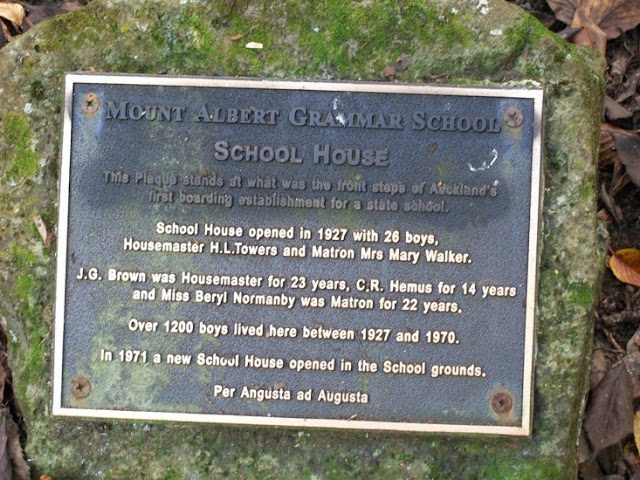 MOUNT ALBERT GRAMMAR SCHOOL
SCHOOL HOUSE
This Plaque stands at what was the front steps of Auckland's
first boarding establishment for a state school.
School House opened in 1927 with 26 boys,
Housemaster H.L.Towers and Matron Mrs Mary Walker.
J.G. Brown was Housemaster for 23 years, C.R. Hemus for 14 years
and Miss Beryl Normanby was Matron for 22 years.
Over 1200 boys lived here between 1927 and 1970.
In 1971 a new School House opened in the School grounds.
Per Angusta ad Augusta